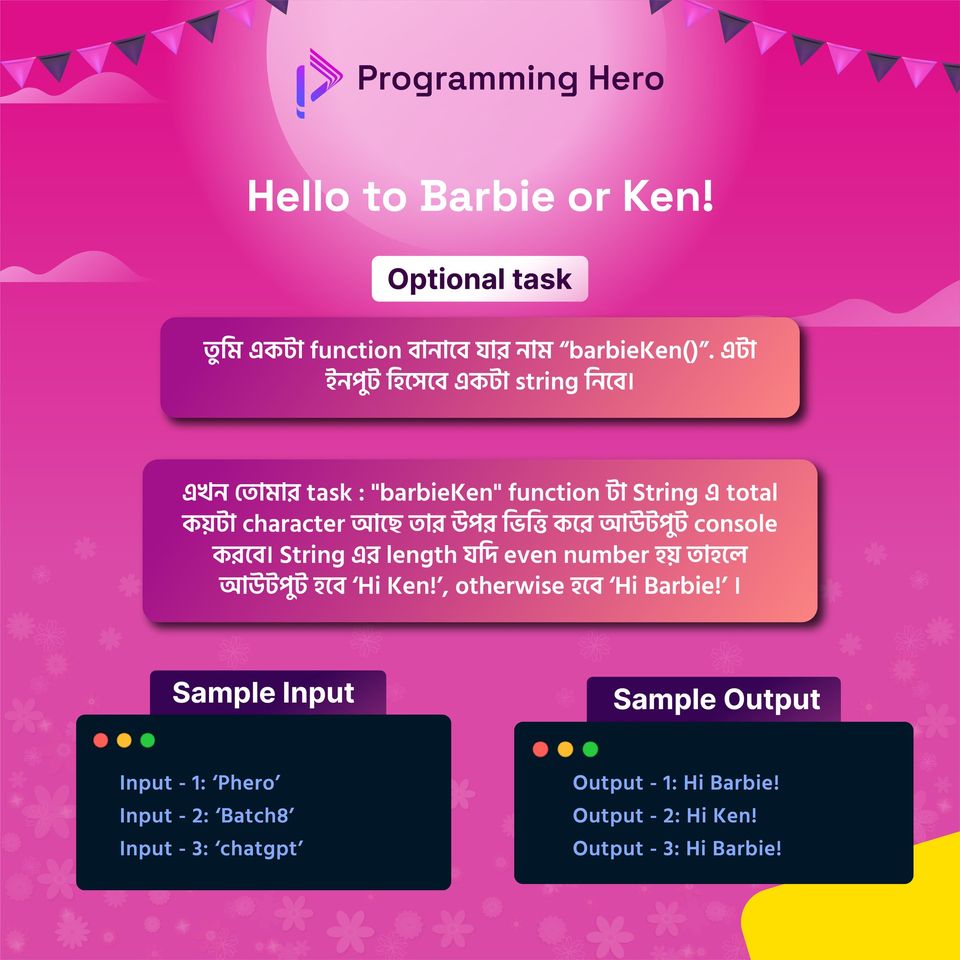 Programming Hero
Hello to Barbie or Ken!
Optional task
তুমি একটা function বানাবে যার নাম “barbieKen()”. এটা
ইনপুট হিসেবে একটা string নিবে।
এখন তোমার task : "barbieKen" function টা String এ total
কয়টা character আছে তার উপর ভিত্তি করে আউটপুট console
করবে। String এর length যদি even number হয় তাহলে
আউটপুট হবে ‘Hi Ken!’, otherwise হবে ‘Hi Barbie!’ ।
Sample Input
Input - 1: ‘Phero’
Input - 2: ‘Batch8’
Input - 3: ‘chatgpt’
Sample Output
Output - 1: Hi Barbie!
Output - 2: Hi Ken!
Output - 3: Hi Barbie!